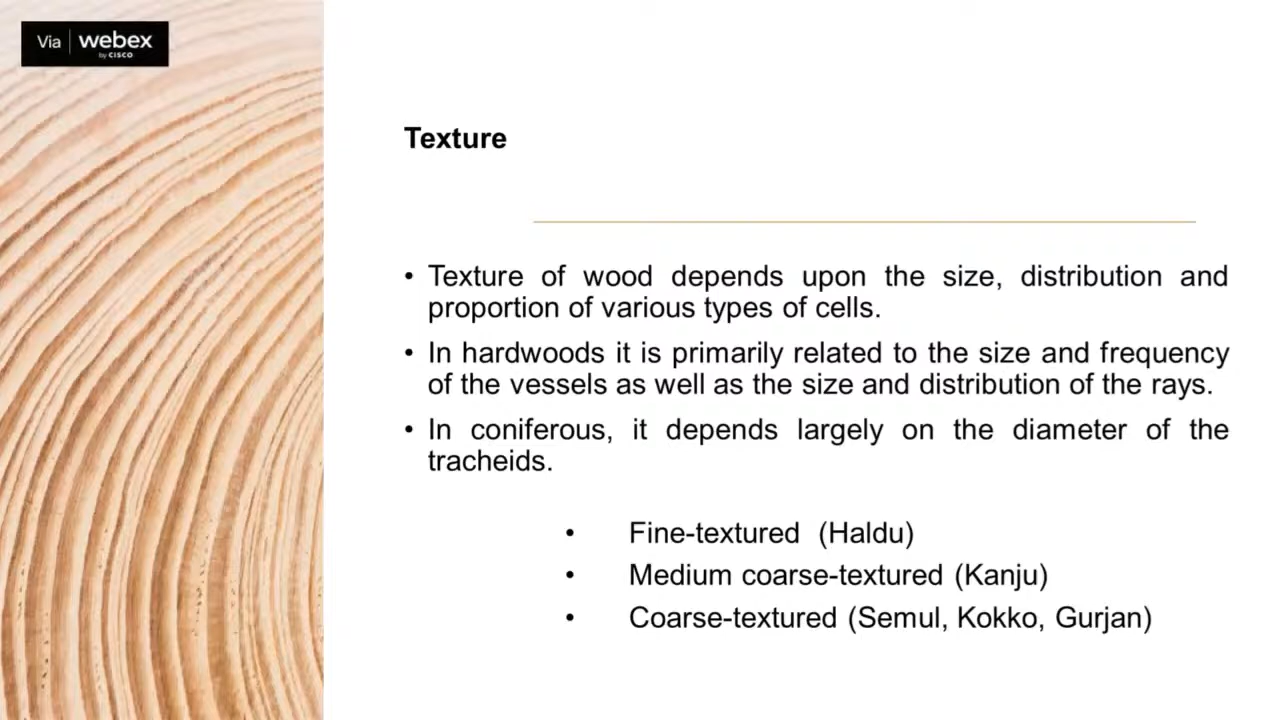 Via webex
by CISCO
Texture
• Texture of wood depends upon the size, distribution and
proportion of various types of cells.
• In hardwoods it is primarily related to the size and frequency
of the vessels as well as the size and distribution of the rays.
• In coniferous, it depends largely on the diameter of the
tracheids.
• Fine-textured (Haldu)
• Medium coarse-textured (Kanju)
• Coarse-textured (Semul, Kokko, Gurjan)